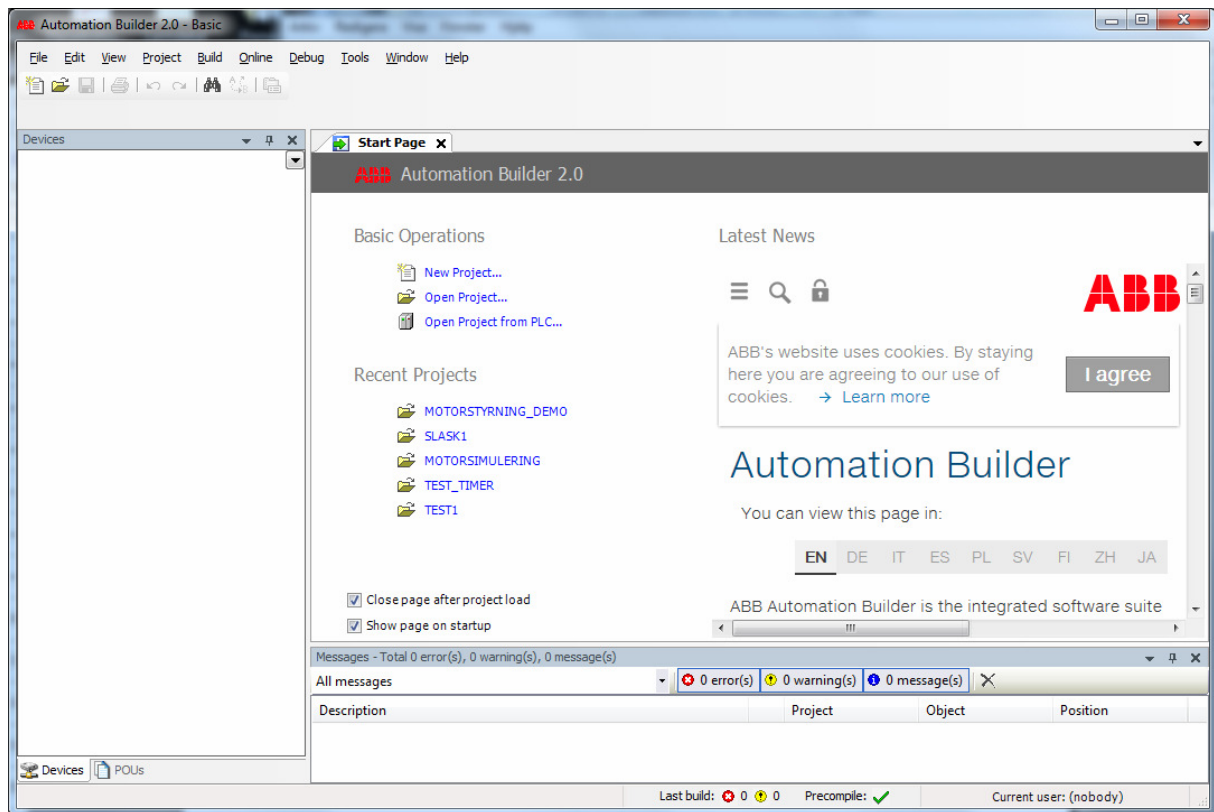 ABB Automation Builder 2.0 - Basic
File Edit View Project Build Online Debug Tools Window Help
Devices
Start Page
ABB Automation Builder 2.0
Basic Operations
New Project...
Open Project...
Open Project from PLC...
Recent Projects
MOTORSTYRNING_DEMO
SLASK1
MOTORSIMULERING
TEST_TIMER
TEST1
Close page after project load
Show page on startup
Latest News
ABB
ABB's website uses cookies. By staying
here you are agreeing to our use of
cookies. → Learn more
I agree
Automation Builder
You can view this page in:
EN DE IT ES PL SV FI ZH JA
ABB Automation Builder is the integrated software suite
Messages - Total 0 error(s), 0 warning(s), 0 message(s)
All messages 0 error(s) 0 warning(s) 0 message(s)
Description Project Object Position
Devices POUs
Last build: 0 0 Precompile: Current user: (nobody)